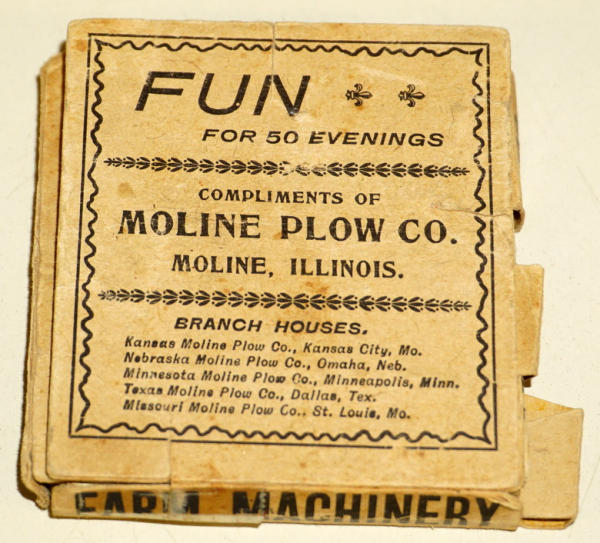 FUN
FOR 50 EVENINGS
COMPLIMENTS OF
MOLINE PLOW CO.
MOLINE, ILLINOIS.
BRANCH HOUSES.
Kansas Moline Plow Co., Kansas City, Mo.
Nebraska Moline Plow Co., Omaha, Neb.
Minnesota Moline Plow Co., Minneapolis, Minn.
Texas Moline Plow Co., Dallas, Tex.
Missouri Moline Plow Co., St. Louis, Mo.
FARM MACHINERY